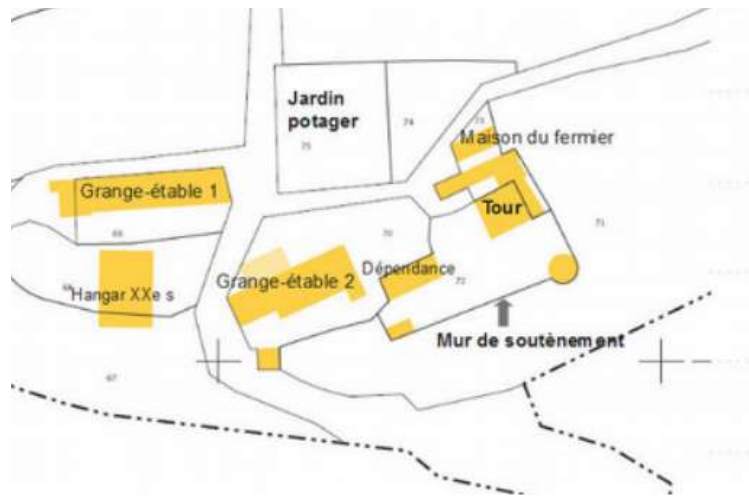 Jardin
potager
75
74
73
Maison du fermier
Grange-étable 1
Tour
71
70
Dépendance
Grange-étable 2
72
Hangar XXe s
Mur de soutènement
67